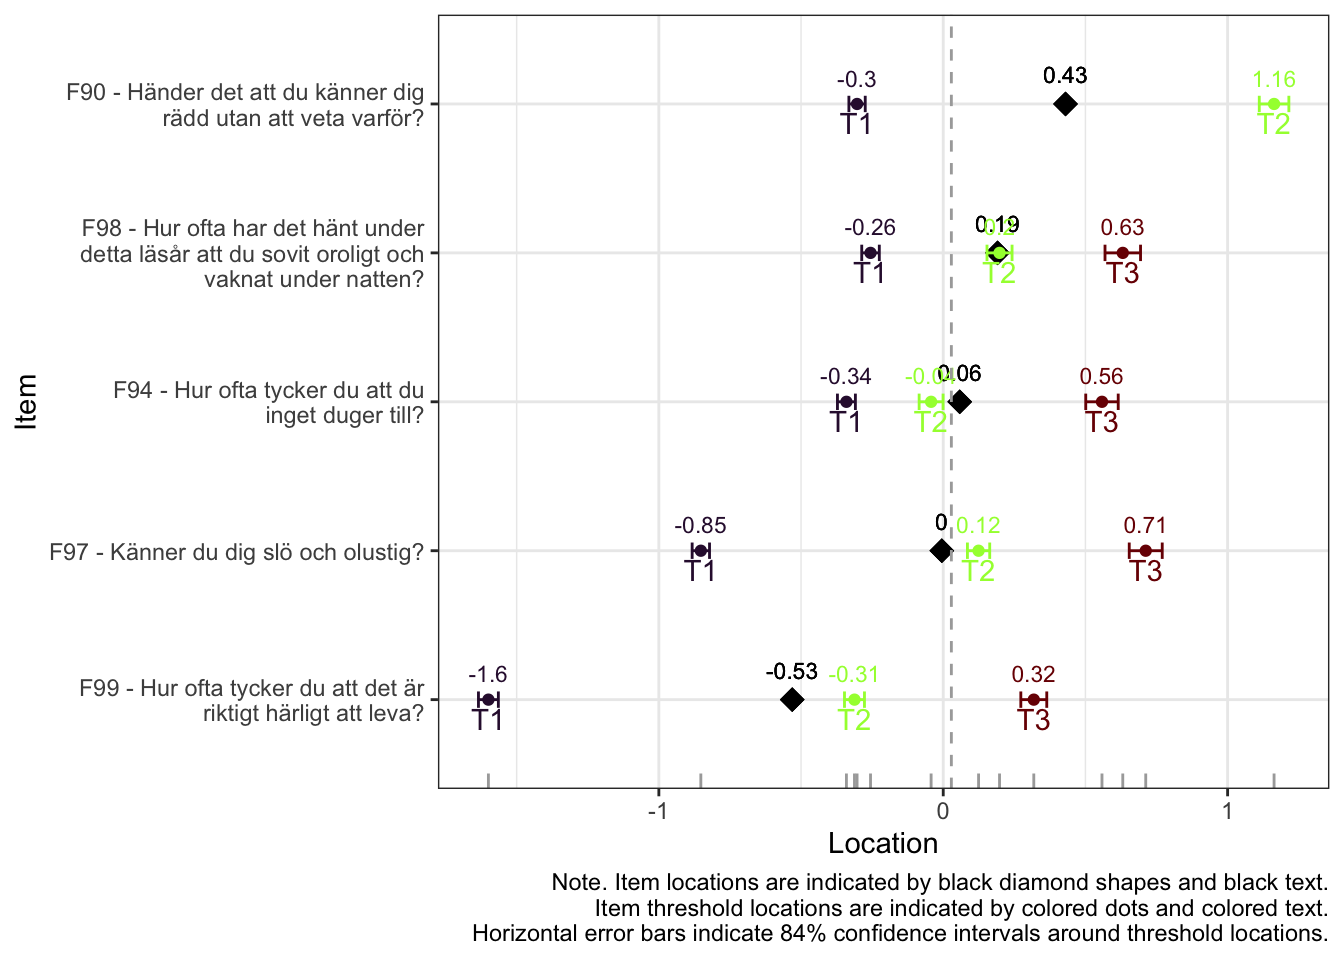 F90 - Händer det att du känner dig
rädd utan att veta varför?
-0.3
T1
0.43
1.16
T2
F98 - Hur ofta har det hänt under
detta läsår att du sovit oroligt och
vaknat under natten?
-0.26
T1
0.19
0.2
T2
0.63
T3
F94 - Hur ofta tycker du att du
inget duger till?
-0.34
T1
-0.04
T2
0.06
0.56
T3
F97 - Känner du dig slö och olustig?
-0.85
T1
0
0.12
T2
0.71
T3
F99 - Hur ofta tycker du att det är
riktigt härligt att leva?
-1.6
T1
-0.53
-0.31
T2
0.32
T3
Item
-1
0
1
Location
Note. Item locations are indicated by black diamond shapes and black text.
Item threshold locations are indicated by colored dots and colored text.
Horizontal error bars indicate 84% confidence intervals around threshold locations.